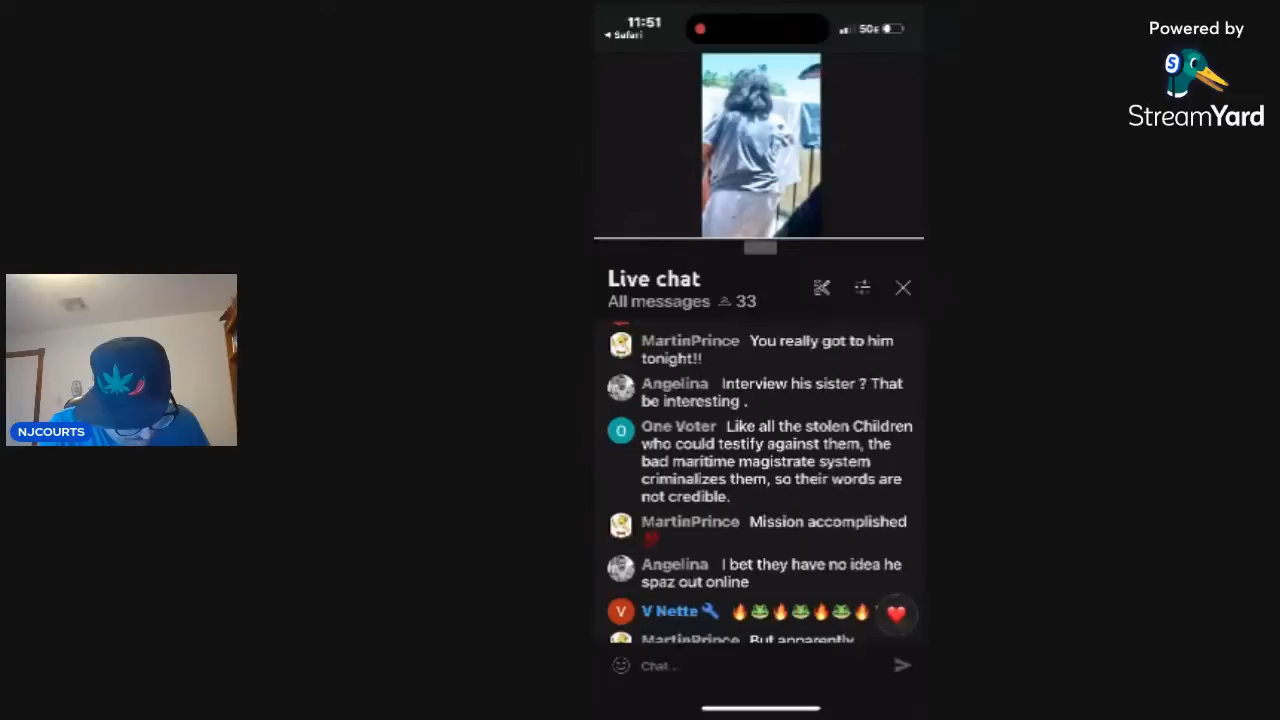 11:51
Safari
Powered by
StreamYard
Live chat
All messages 33
MartinPrince You really got to him
tonight!!
Angelina Interview his sister ? That
be interesting .
One Voter Like all the stolen Children
who could testify against them, the
bad maritime magistrate system
criminalizes them, so their words are
not credible.
MartinPrince Mission accomplished
Angelina I bet they have no idea he
spaz out online
V Nette
MartinPrince But apparently
Chat...
NJCOURTS